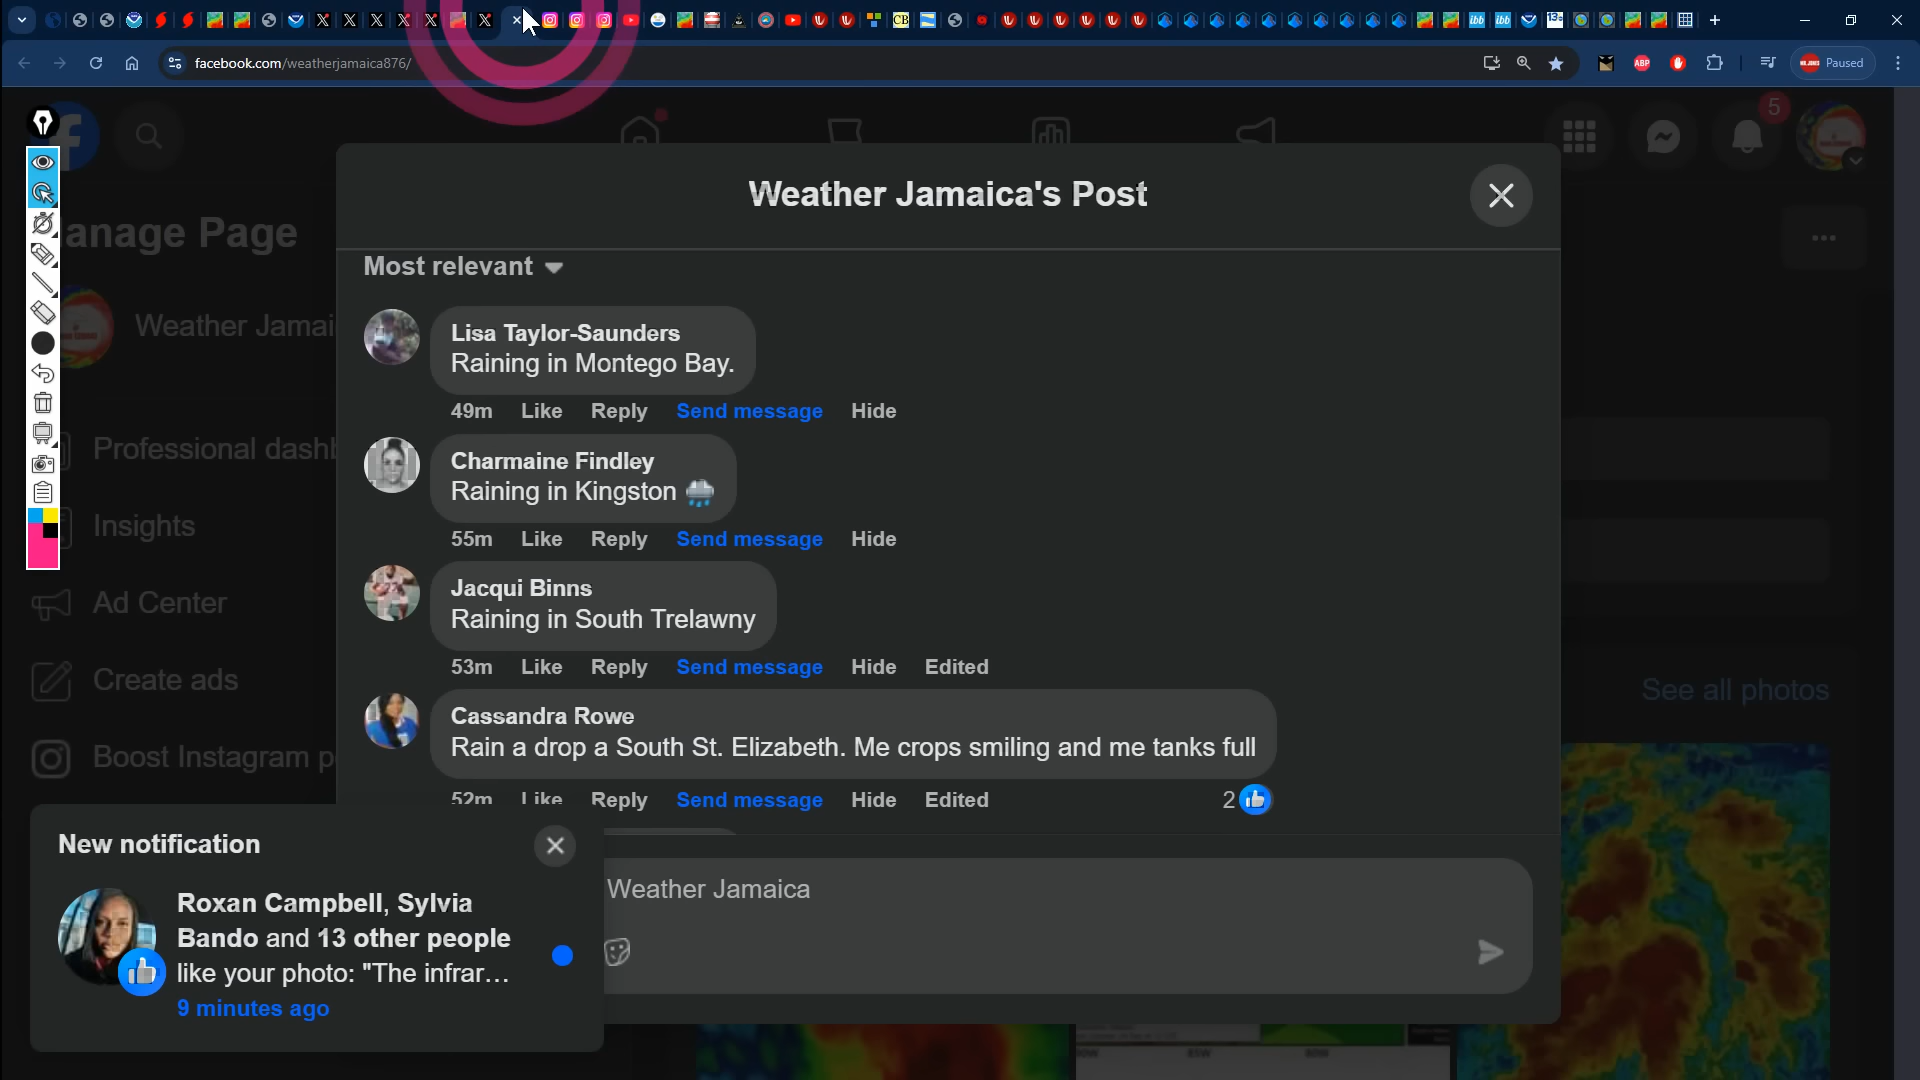 facebook.com/weatherjamaica876/
Paused
5
Weather Jamaica's Post
anage Page
Most relevant
Weather Jamai
Lisa Taylor-Saunders
Raining in Montego Bay.
49m Like Reply Send message Hide
Charmaine Findley
Raining in Kingston
55m Like Reply Send message Hide
Jacqui Binns
Raining in South Trelawny
53m Like Reply Send message Hide Edited
Cassandra Rowe
Rain a drop a South St. Elizabeth. Me crops smiling and me tanks full
52m Like Reply Send message Hide Edited
2
Professional dashb
Insights
Ad Center
Create ads
Boost Instagram p
See all photos
New notification
Roxan Campbell, Sylvia
Bando and 13 other people
like your photo: "The infrar...
9 minutes ago
Weather Jamaica